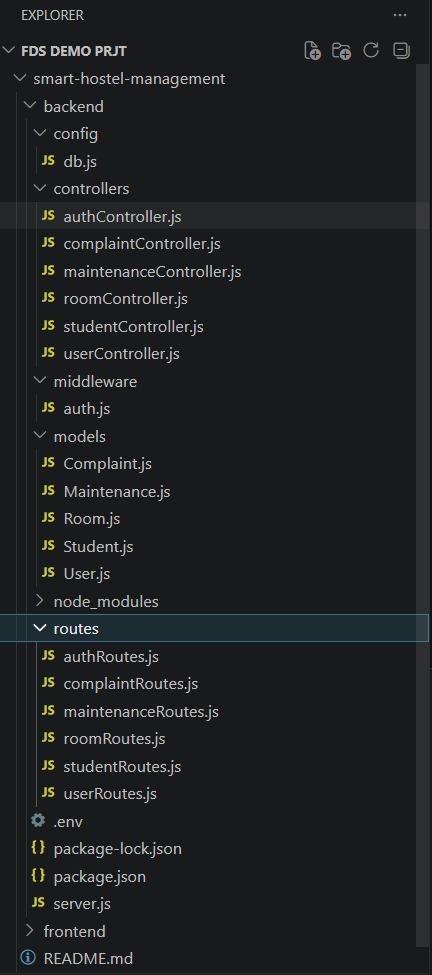 EXPLORER
FDS DEMO PRJT
smart-hostel-management
backend
config
JS db.js
controllers
JS authController.js
JS complaintController.js
JS maintenanceController.js
JS roomController.js
JS studentController.js
JS userController.js
middleware
JS auth.js
models
JS Complaint.js
JS Maintenance.js
JS Room.js
JS Student.js
JS User.js
node_modules
routes
JS authRoutes.js
JS complaintRoutes.js
JS maintenanceRoutes.js
JS roomRoutes.js
JS studentRoutes.js
JS userRoutes.js
.env
{} package-lock.json
{} package.json
JS server.js
frontend
README.md